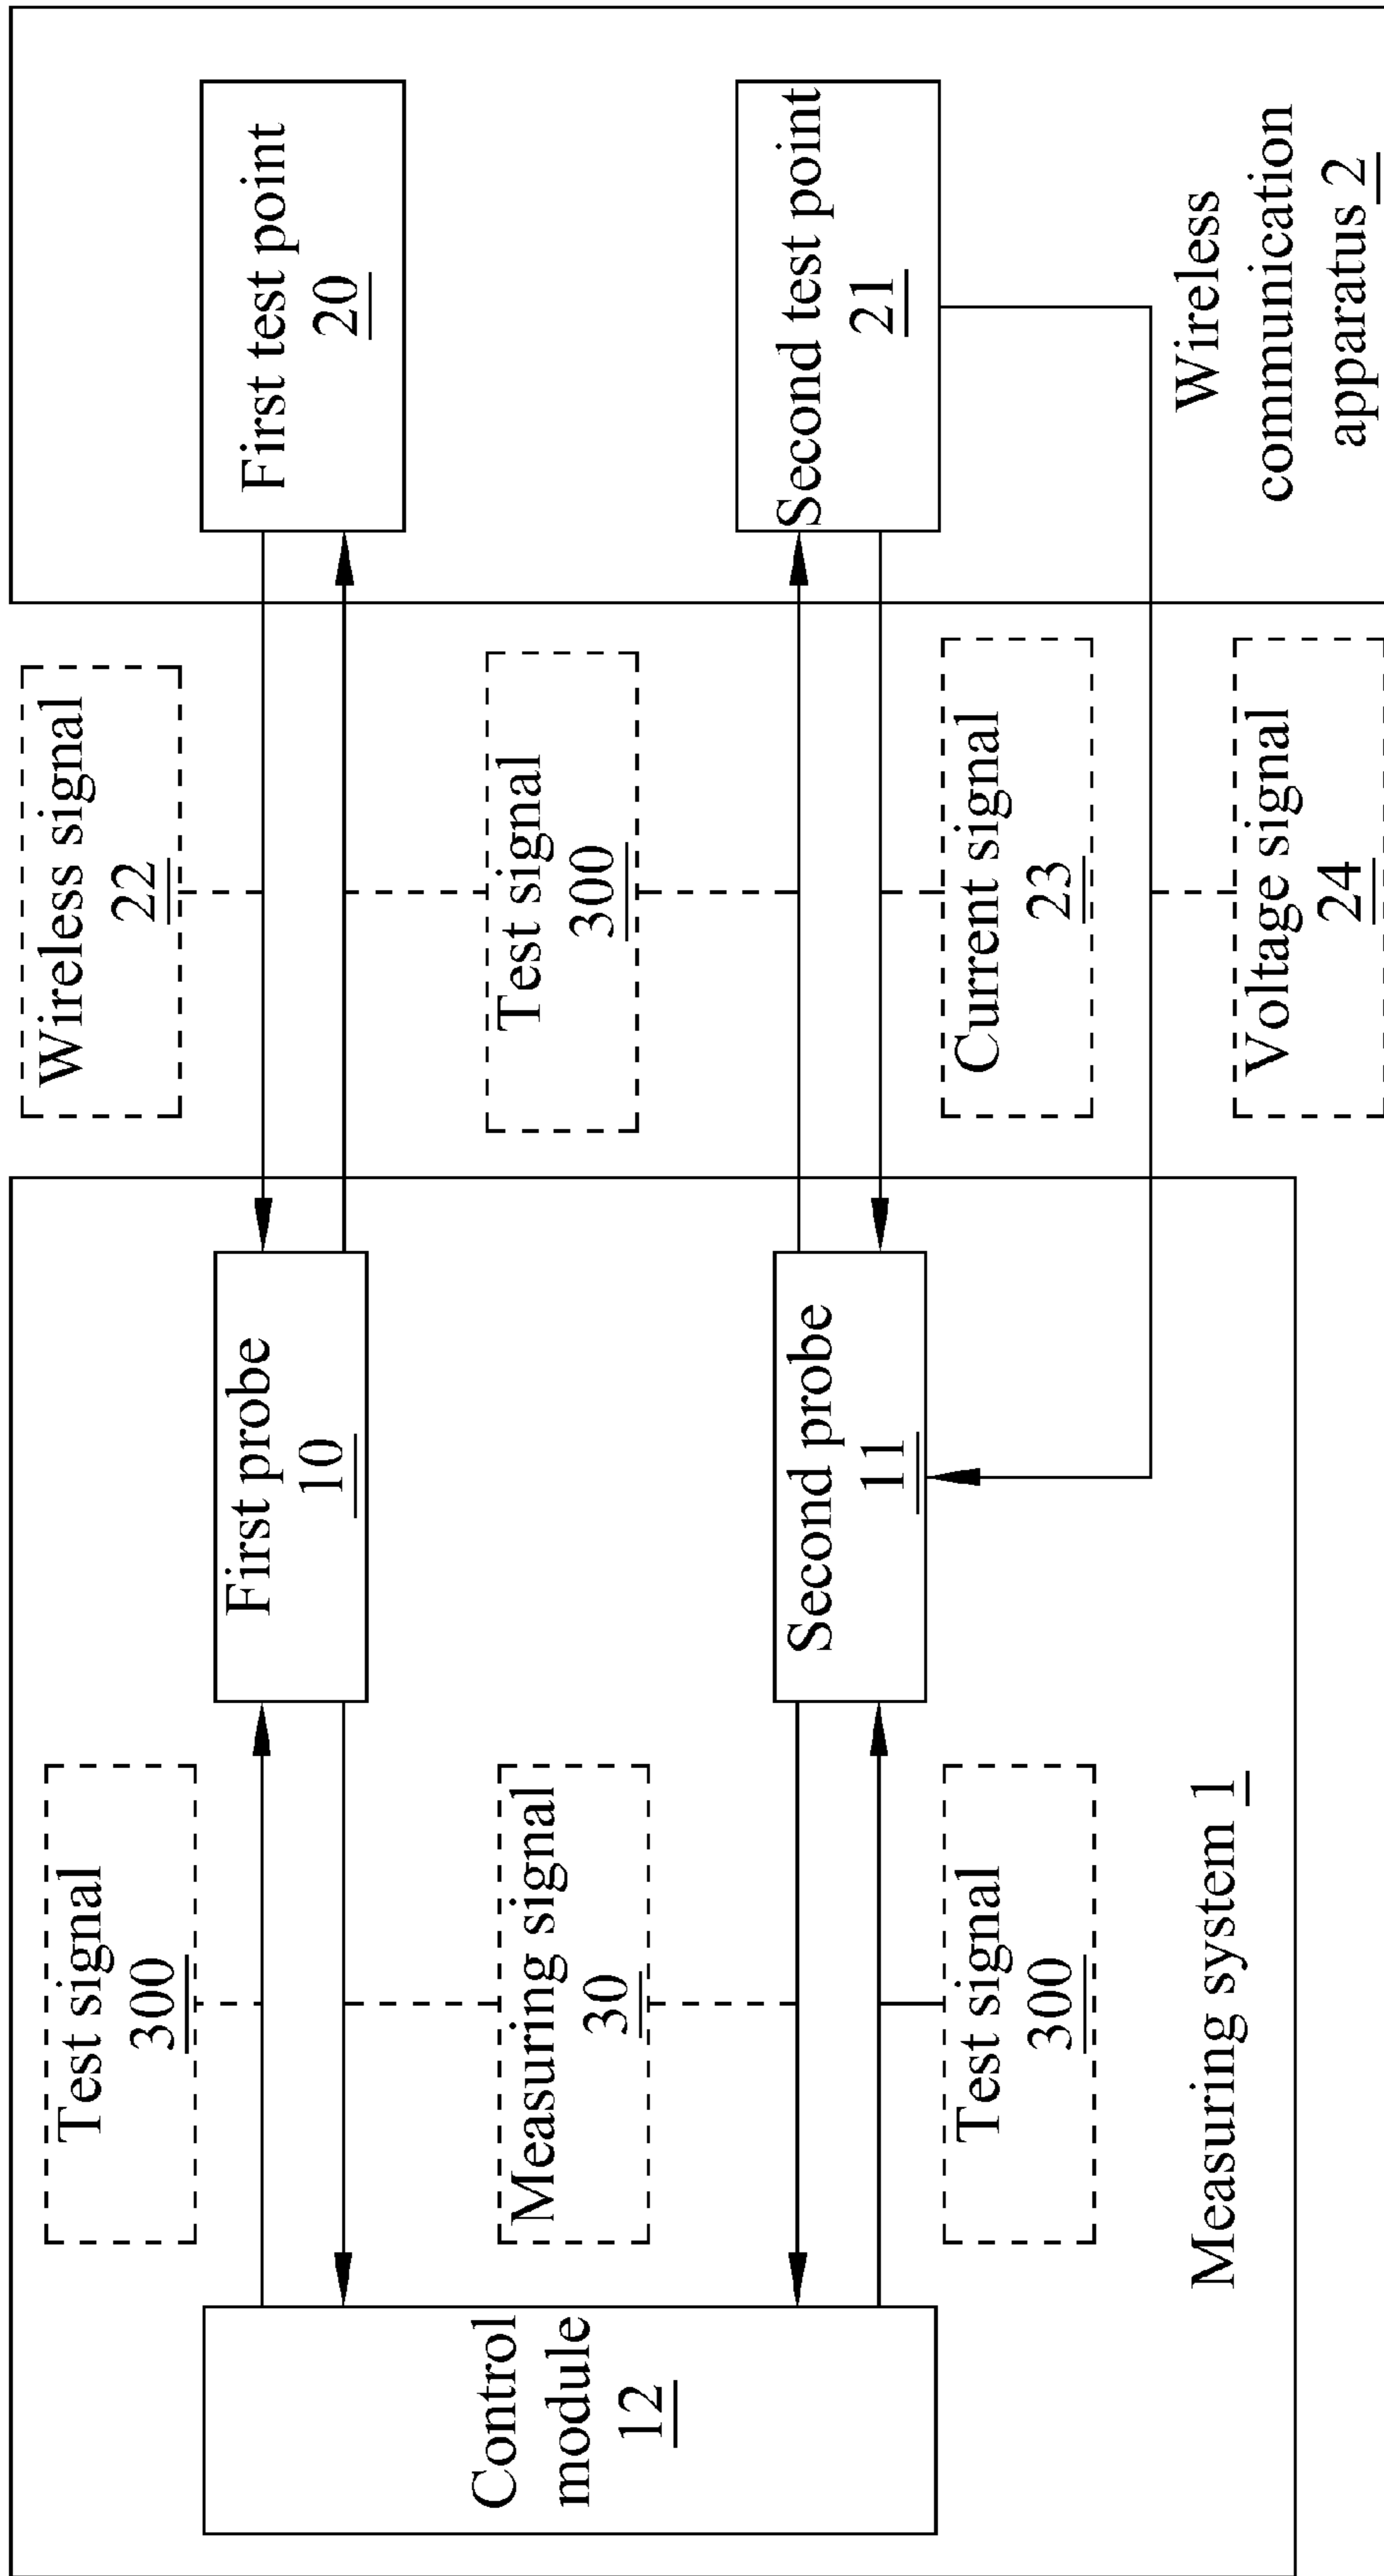 Control
module
12
Test signal
300
Measuring signal
30
Test signal
300
Measuring system 1
First probe
10
Second probe
11
Wireless signal
22
Test signal
300
Current signal
23
Voltage signal
24
First test point
20
Second test point
21
Wireless
communication
apparatus 2